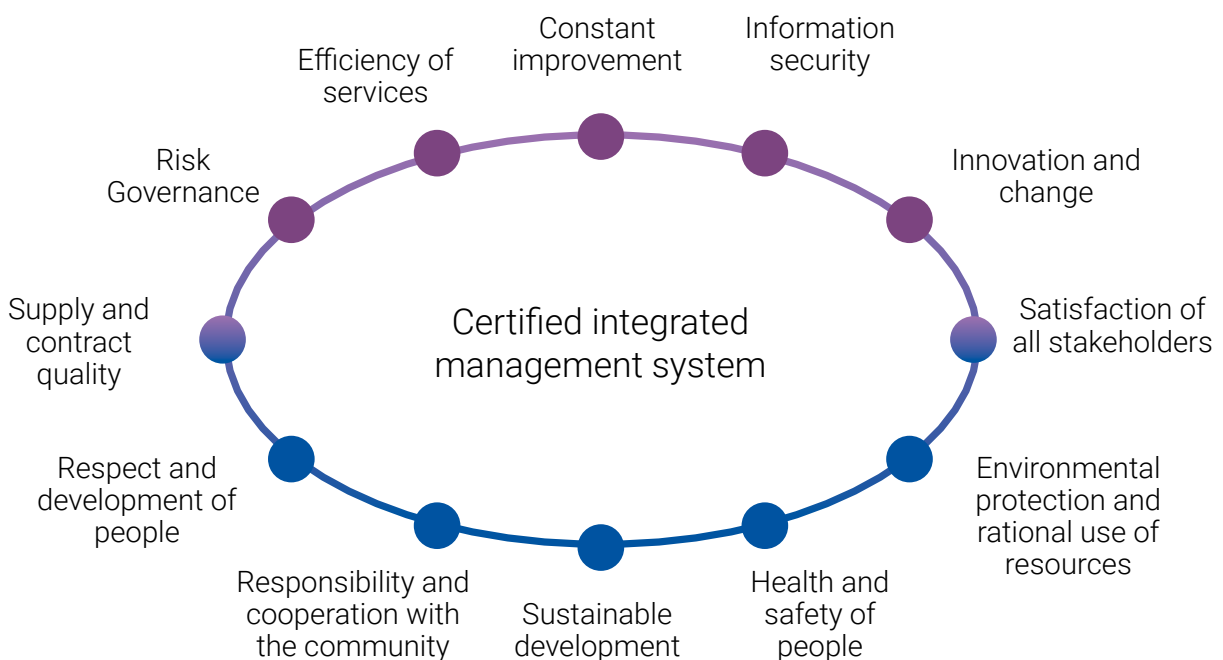 Constant
improvement
Information
security
Efficiency of
services
Risk
Governance
Innovation and
change
Supply and
contract
quality
Certified integrated
management system
Satisfaction of
all stakeholders
Respect and
development of
people
Environmental
protection and
rational use of
resources
Responsibility and
cooperation with
the community
Sustainable
development
Health and
safety of
people